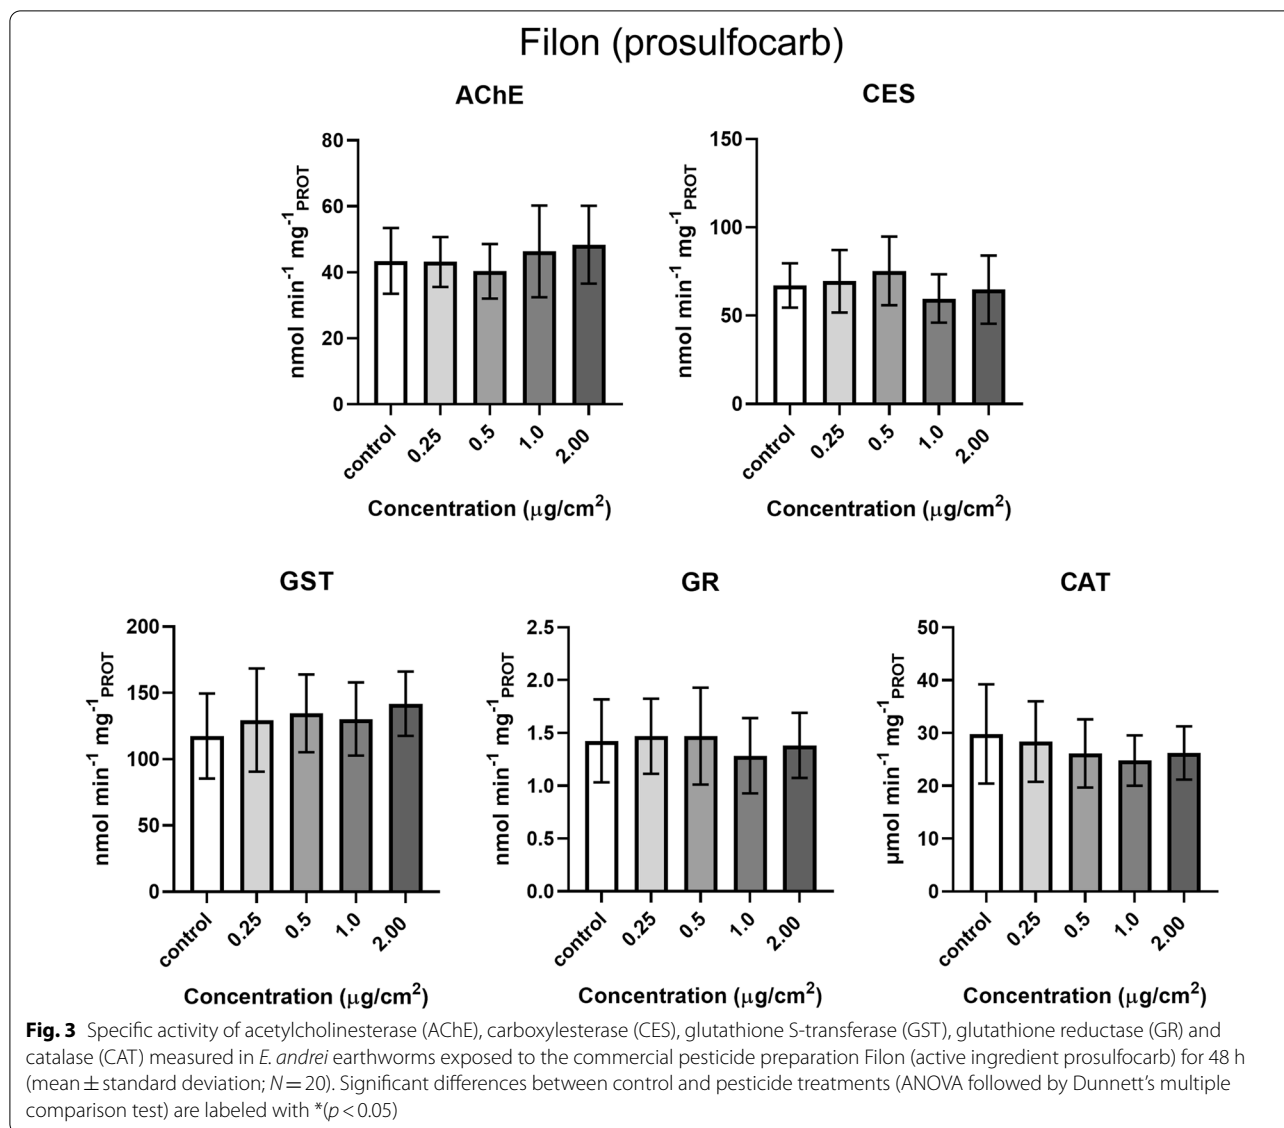 Filon (prosulfocarb)
AChE
nmol min⁻¹ mg⁻¹PROT
80
60
40
20
0
control
0.25
0.5
1.0
2.00
Concentration (µg/cm²)
CES
nmol min⁻¹ mg⁻¹PROT
150
100
50
0
control
0.25
0.5
1.0
2.00
Concentration (µg/cm²)
GST
nmol min⁻¹ mg⁻¹PROT
200
150
100
50
0
control
0.25
0.5
1.0
2.00
Concentration (µg/cm²)
GR
nmol min⁻¹ mg⁻¹PROT
2.5
2.0
1.5
1.0
0.5
0.0
control
0.25
0.5
1.0
2.00
Concentration (µg/cm²)
CAT
µmol min⁻¹ mg⁻¹PROT
50
40
30
20
10
0
control
0.25
0.5
1.0
2.00
Concentration (µg/cm²)
Fig. 3 Specific activity of acetylcholinesterase (AChE), carboxylesterase (CES), glutathione S-transferase (GST), glutathione reductase (GR) and
catalase (CAT) measured in E. andrei earthworms exposed to the commercial pesticide preparation Filon (active ingredient prosulfocarb) for 48 h
(mean ± standard deviation; N = 20). Significant differences between control and pesticide treatments (ANOVA followed by Dunnett's multiple
comparison test) are labeled with *(p < 0.05)